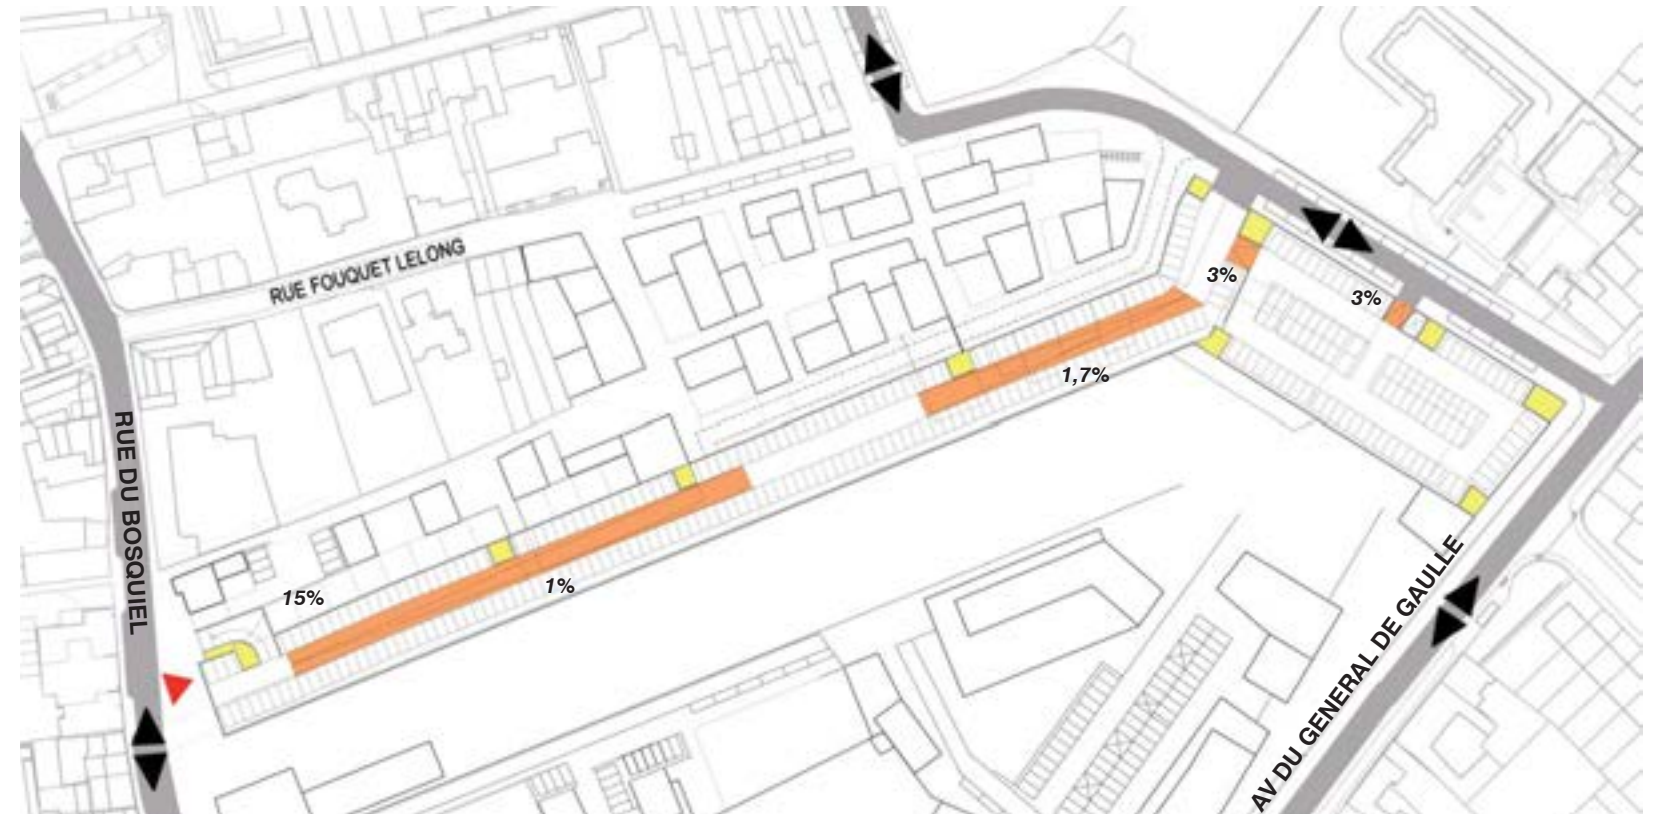 RUE FOUQUET LELONG
3%
3%
1,7%
RUE DU BOSQUIEL
15%
1%
AV DU GENERAL DE GAULLE